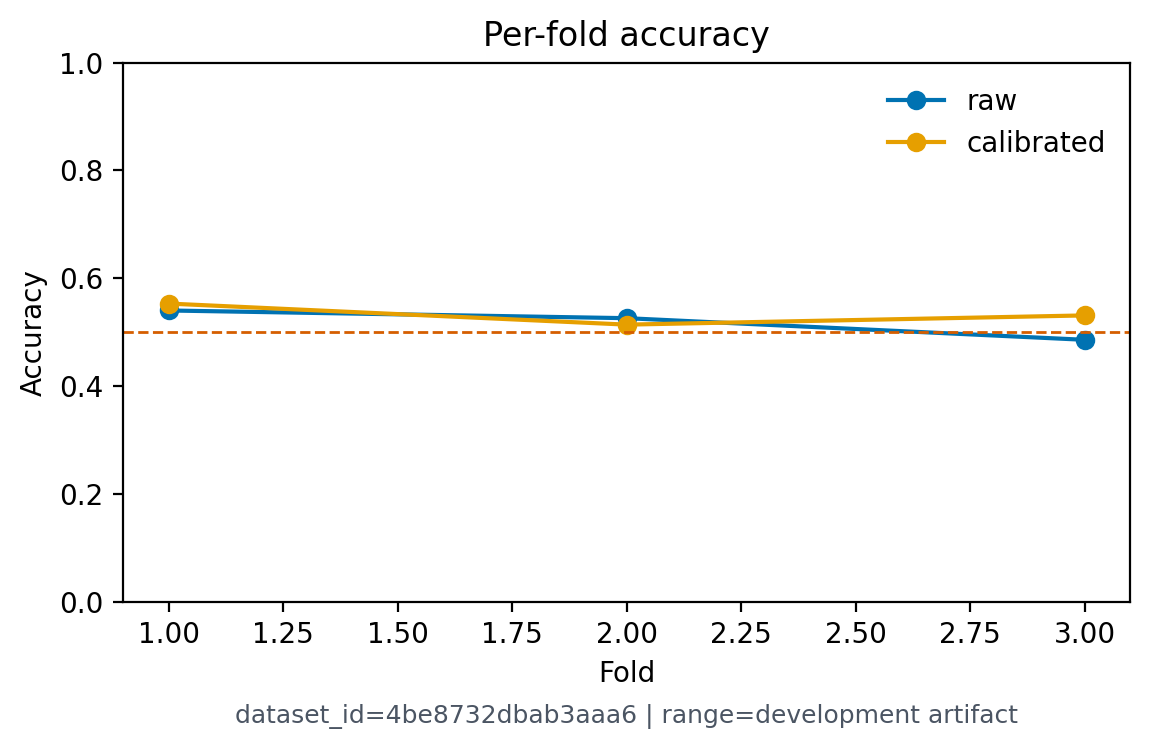 Per-fold accuracy
1.0
raw
calibrated
0.8
0.6
Accuracy
0.4
0.2
0.0
1.00 1.25 1.50 1.75 2.00 2.25 2.50 2.75 3.00
Fold
dataset_id=4be8732dbab3aaa6 | range=development artifact